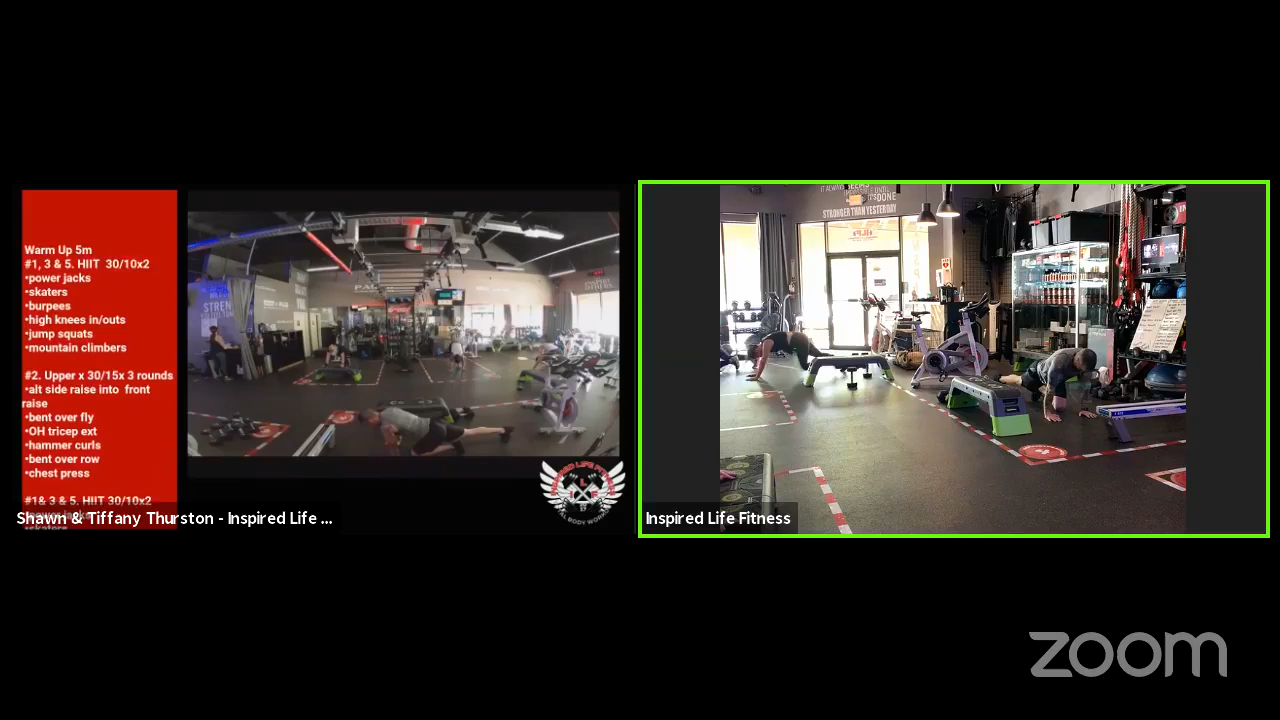 Warm Up 5m
#1, 3 & 5. HIIT 30/10x2
•power jacks
•skaters
•burpees
•high knees in/outs
•jump squats
•mountain climbers
#2. Upper x 30/15x 3 rounds
•alt side raise into front
raise
•bent over fly
•OH tricep ext
•hammer curls
•bent over row
•chest press
#1& 3 & 5. HIIT 30/10x2
Shawn & Tiffany Thurston - Inspired Life ...
STREN
DONE
STRONGER THAN YESTERDAY
Inspired Life Fitness
zoom